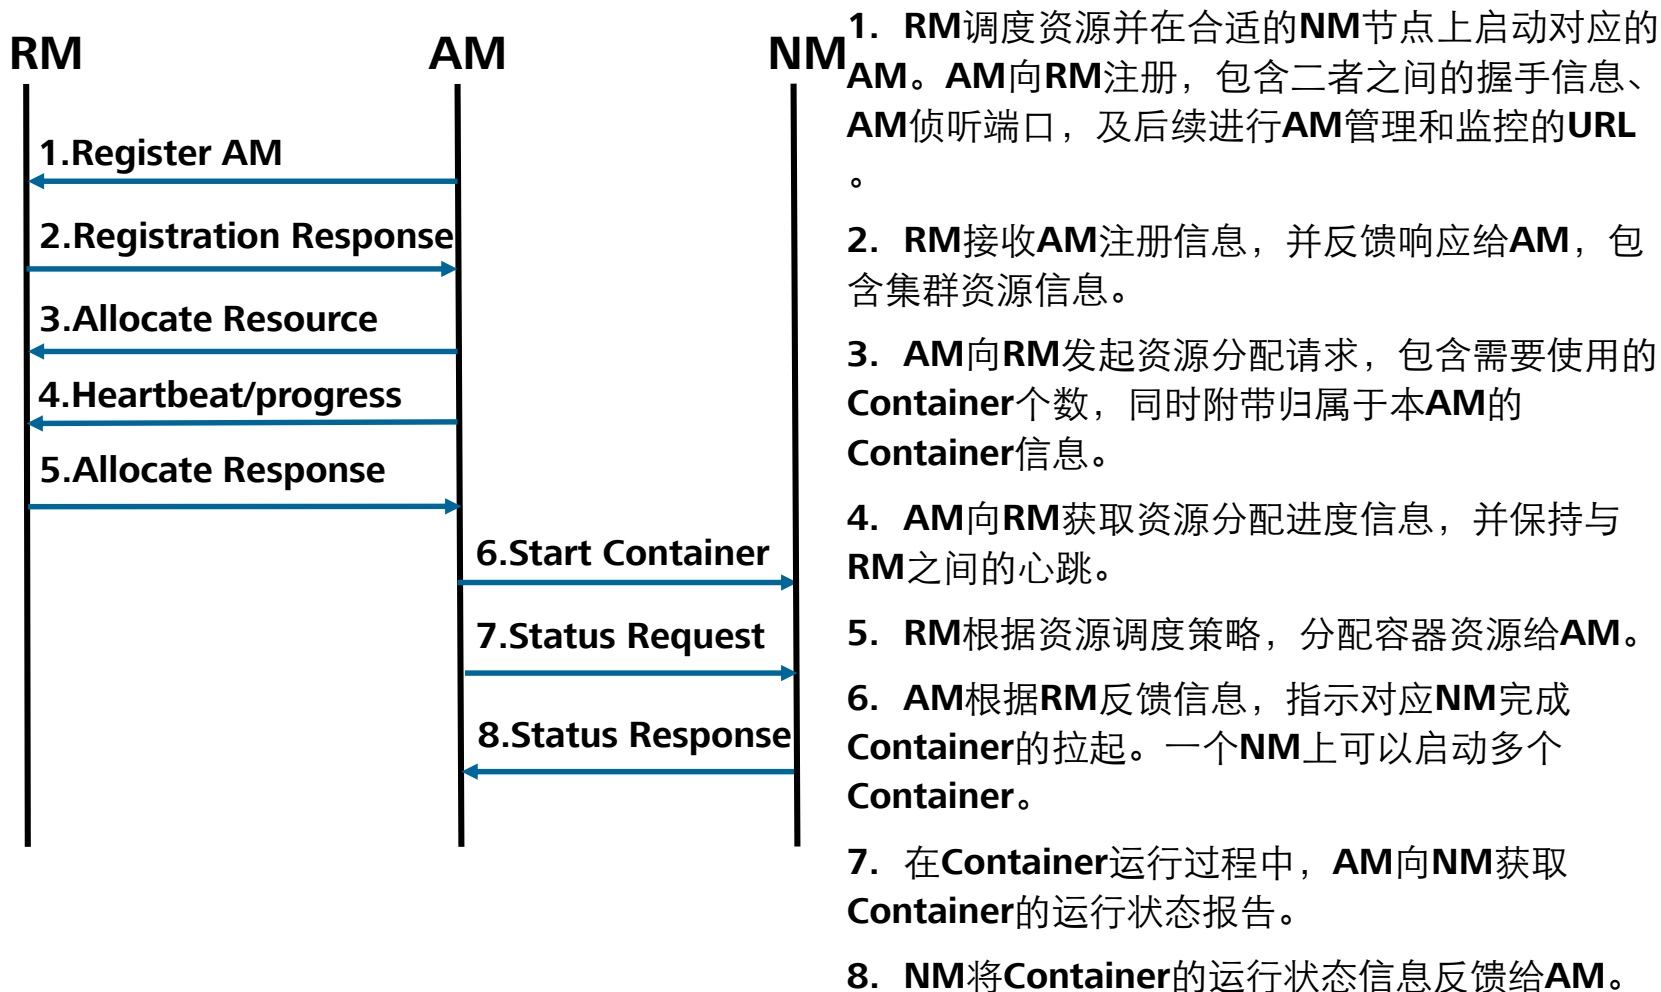 RM
AM
NM
1.Register AM
2.Registration Response
3.Allocate Resource
4.Heartbeat/progress
5.Allocate Response
6.Start Container
7.Status Request
8.Status Response
1. RM调度资源并在合适的NM节点上启动对应的
AM。AM向RM注册，包含二者之间的握手信息、
AM侦听端口，及后续进行AM管理和监控的URL
。
2. RM接收AM注册信息，并反馈响应给AM，包
含集群资源信息。
3. AM向RM发起资源分配请求，包含需要使用的
Container个数，同时附带归属于本AM的
Container信息。
4. AM向RM获取资源分配进度信息，并保持与
RM之间的心跳。
5. RM根据资源调度策略，分配容器资源给AM。
6. AM根据RM反馈信息，指示对应NM完成
Container的拉起。一个NM上可以启动多个
Container。
7. 在Container运行过程中，AM向NM获取
Container的运行状态报告。
8. NM将Container的运行状态信息反馈给AM。